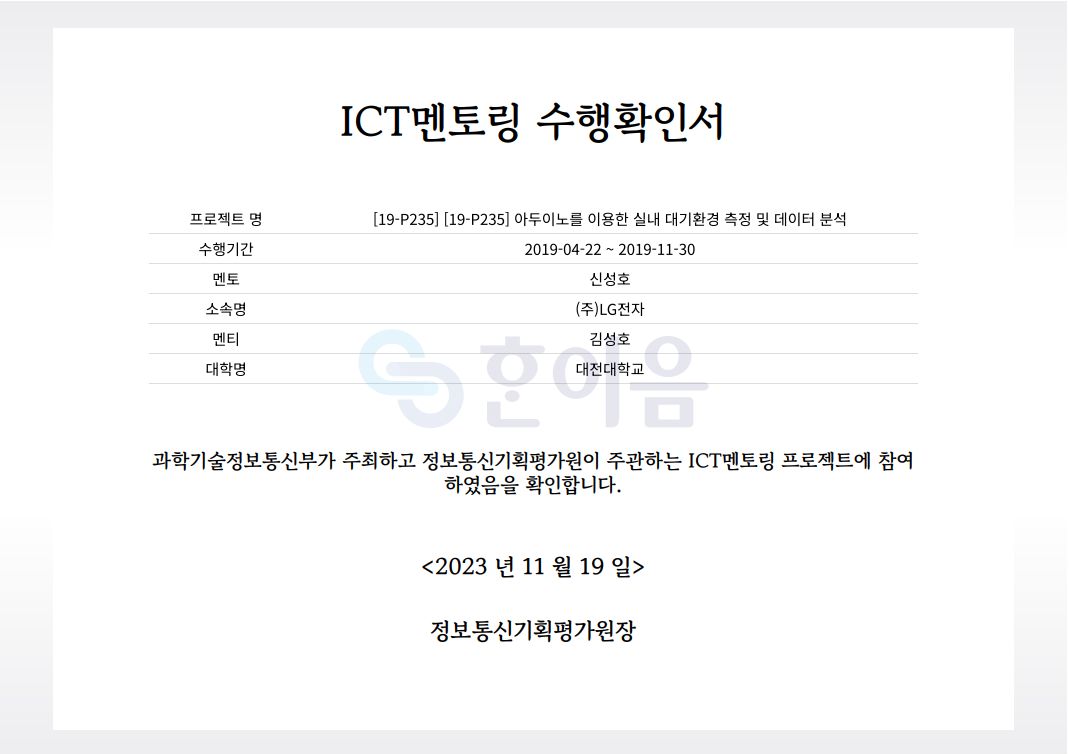 ICT멘토링 수행확인서
프로젝트 명 [19-P235] [19-P235] 아두이노를 이용한 실내 대기환경 측정 및 데이터 분석
수행기간 2019-04-22 ~ 2019-11-30
멘토 신성호
소속명 (주)LG전자
멘티 김성호
대학명 대전대학교
한이음
과학기술정보통신부가 주최하고 정보통신기획평가원이 주관하는 ICT멘토링 프로젝트에 참여
하였음을 확인합니다.
<2023 년 11 월 19 일>
정보통신기획평가원장